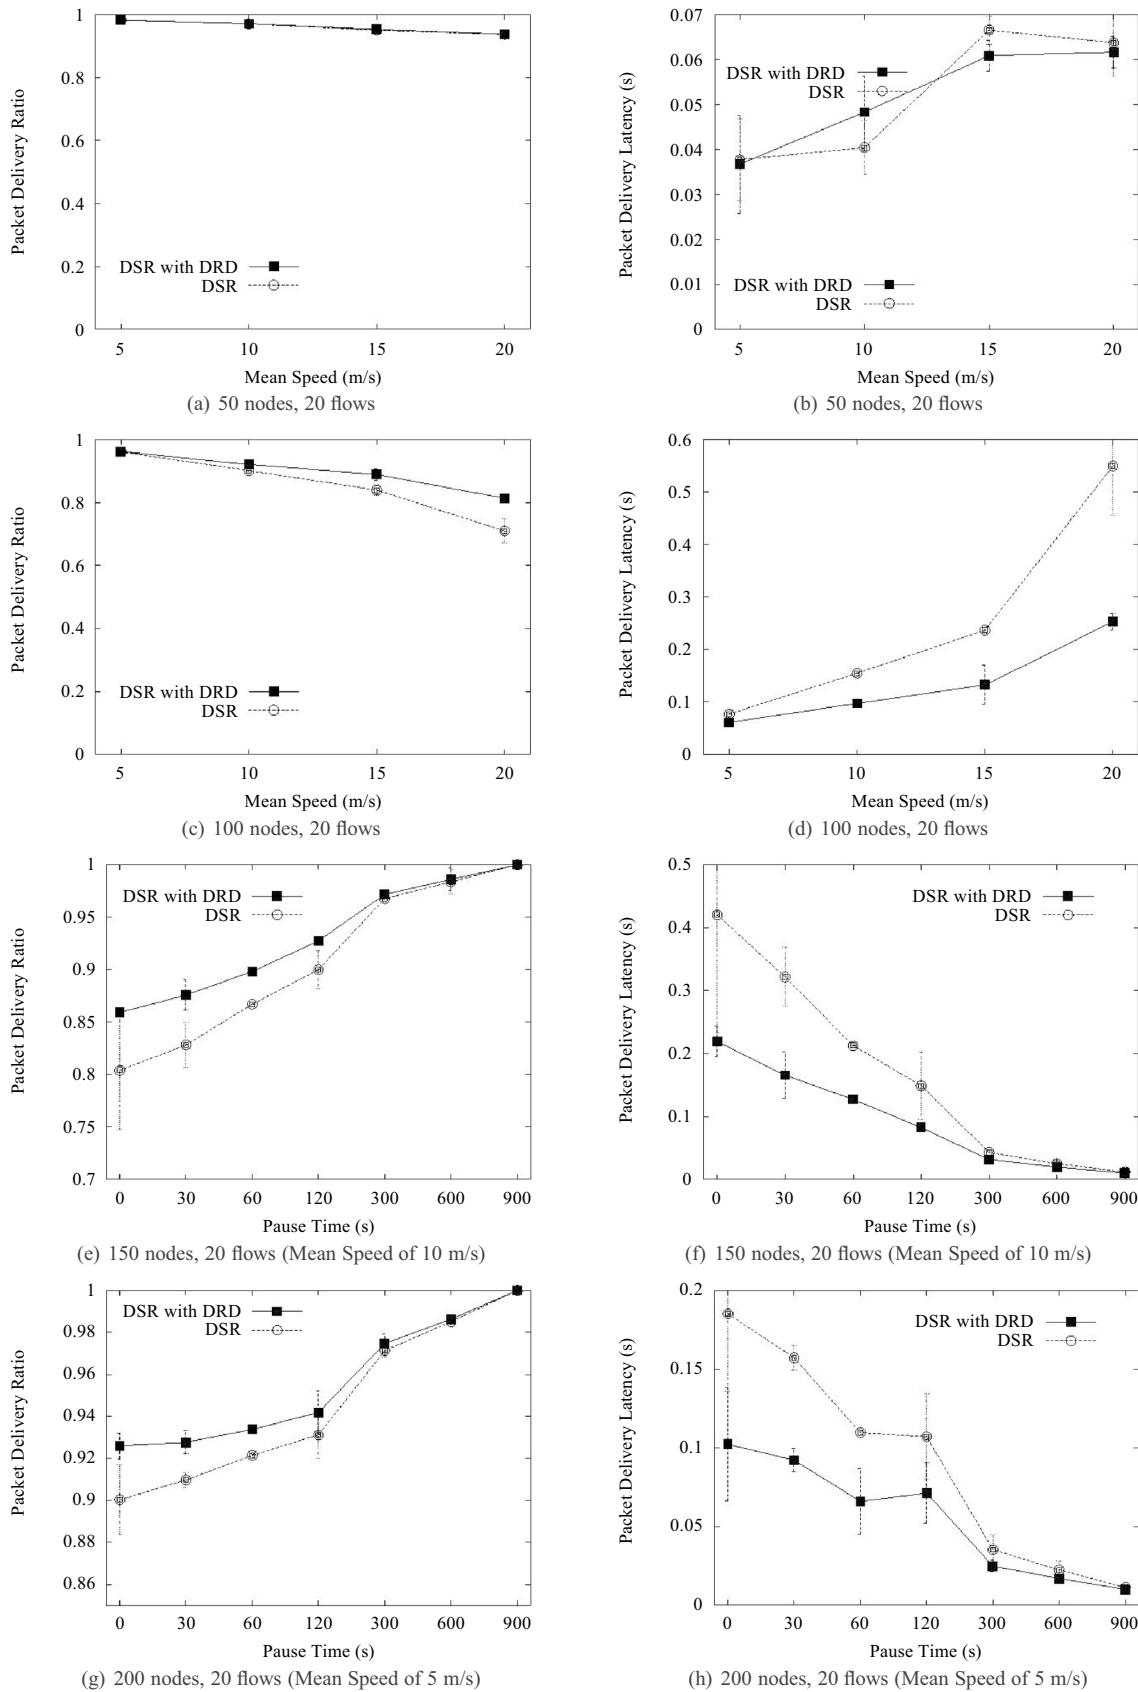 Packet Delivery Ratio
1
0.8
0.6
0.4
0.2
0
DSR with DRD
DSR
5 10 15 20
Mean Speed (m/s)
(a) 50 nodes, 20 flows
Packet Delivery Latency (s)
0.07
0.06
0.05
0.04
0.03
0.02
0.01
0
DSR with DRD
DSR
DSR with DRD
DSR
5 10 15 20
Mean Speed (m/s)
(b) 50 nodes, 20 flows
Packet Delivery Ratio
1
0.8
0.6
0.4
0.2
0
DSR with DRD
DSR
5 10 15 20
Mean Speed (m/s)
(c) 100 nodes, 20 flows
Packet Delivery Latency (s)
0.6
0.5
0.4
0.3
0.2
0.1
0
5 10 15 20
Mean Speed (m/s)
(d) 100 nodes, 20 flows
Packet Delivery Ratio
1
0.95
0.9
0.85
0.8
0.75
0.7
DSR with DRD
DSR
0 30 60 120 300 600 900
Pause Time (s)
(e) 150 nodes, 20 flows (Mean Speed of 10 m/s)
Packet Delivery Latency (s)
0.5
0.4
0.3
0.2
0.1
0
DSR with DRD
DSR
0 30 60 120 300 600 900
Pause Time (s)
(f) 150 nodes, 20 flows (Mean Speed of 10 m/s)
Packet Delivery Ratio
1
0.98
0.96
0.94
0.92
0.9
0.88
0.86
DSR with DRD
DSR
0 30 60 120 300 600 900
Pause Time (s)
(g) 200 nodes, 20 flows (Mean Speed of 5 m/s)
Packet Delivery Latency (s)
0.2
0.15
0.1
0.05
0
DSR with DRD
DSR
0 30 60 120 300 600 900
Pause Time (s)
(h) 200 nodes, 20 flows (Mean Speed of 5 m/s)